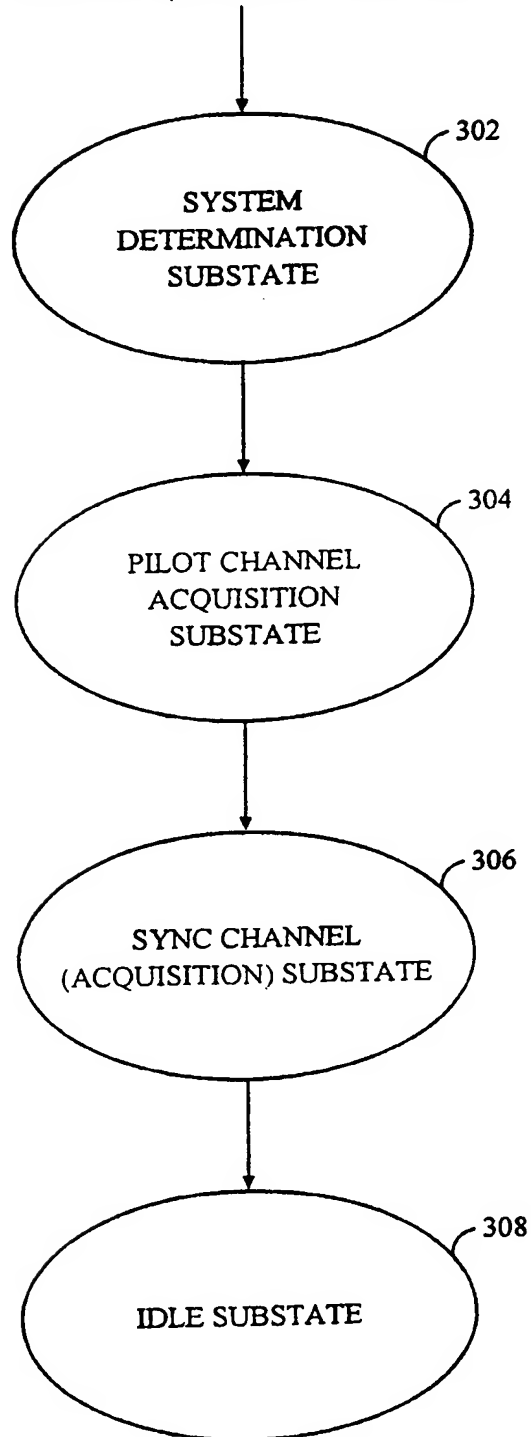 302
SYSTEM
DETERMINATION
SUBSTATE
304
PILOT CHANNEL
ACQUISITION
SUBSTATE
306
SYNC CHANNEL
(ACQUISITION) SUBSTATE
308
IDLE SUBSTATE